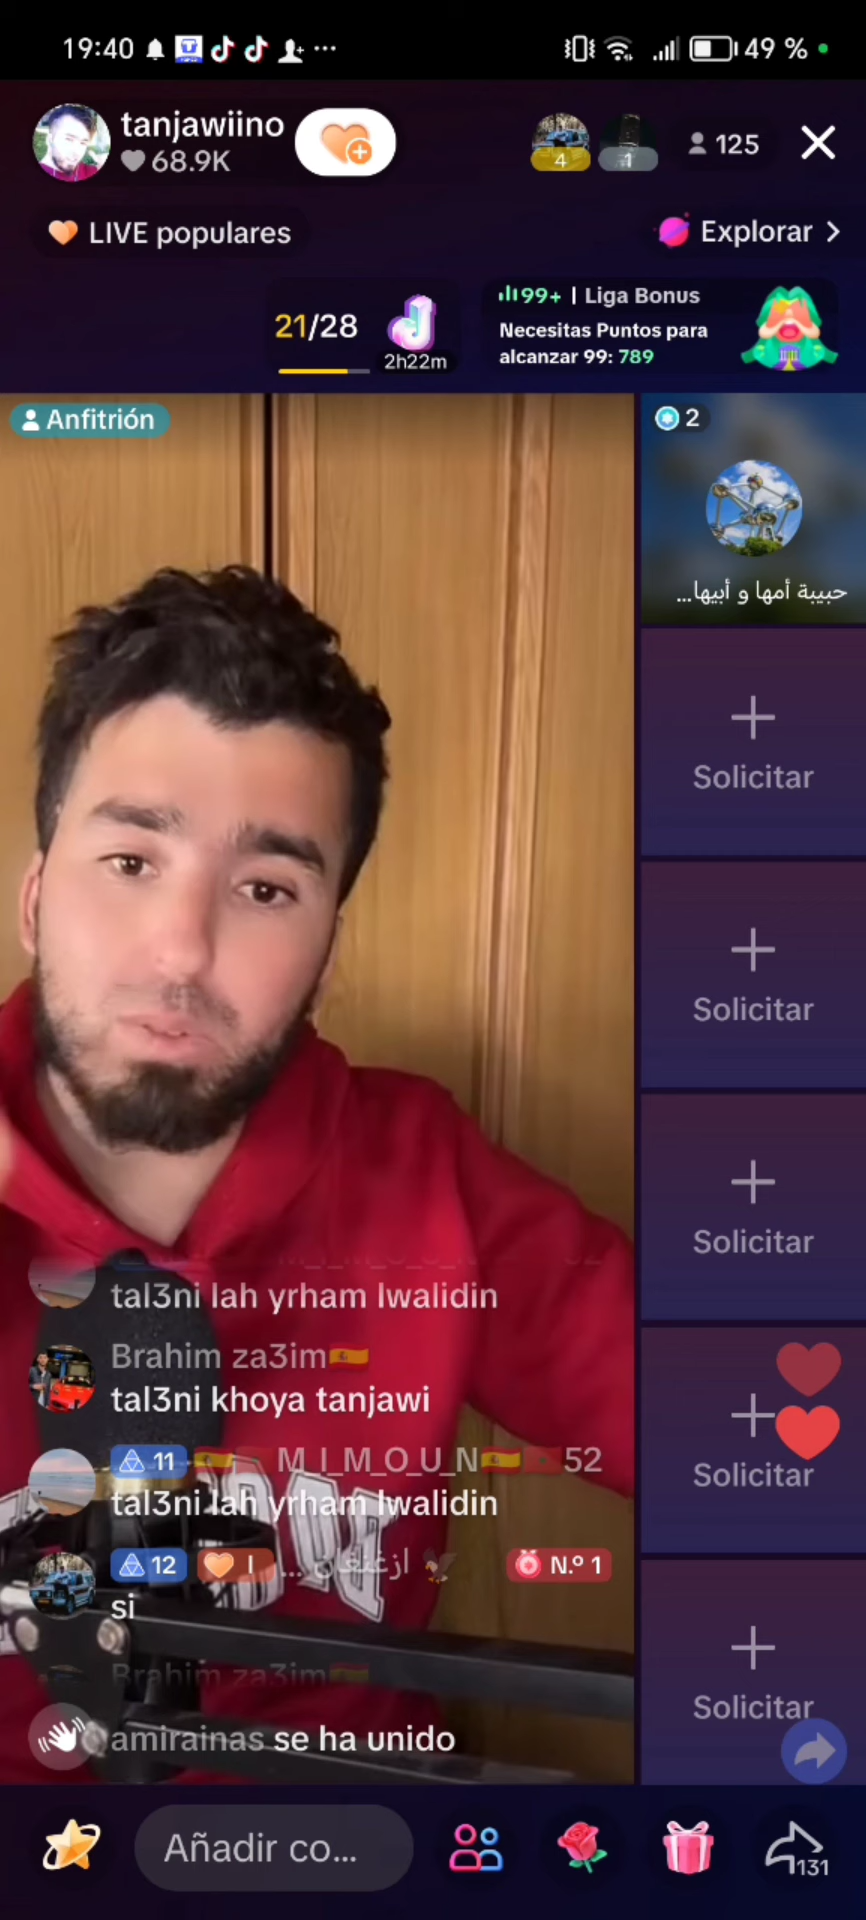 19:40
49 %
tanjawiino
68.9K
4
1
125
LIVE populares
Explorar
21/28
2h22m
99+ | Liga Bonus
Necesitas Puntos para
alcanzar 99: 789
Anfitrión
2
حبيبة أمها و أبيها...
Solicitar
Solicitar
Solicitar
Solicitar
Solicitar
tal3ni lah yrham lwalidin
Brahim za3im
tal3ni khoya tanjawi
11 M_I_M_O_U_N 52
tal3ni lah yrham lwalidin
12 I ازغنغان ... N.º 1
si
Brahim za3im
amirainas se ha unido
Añadir co...
131